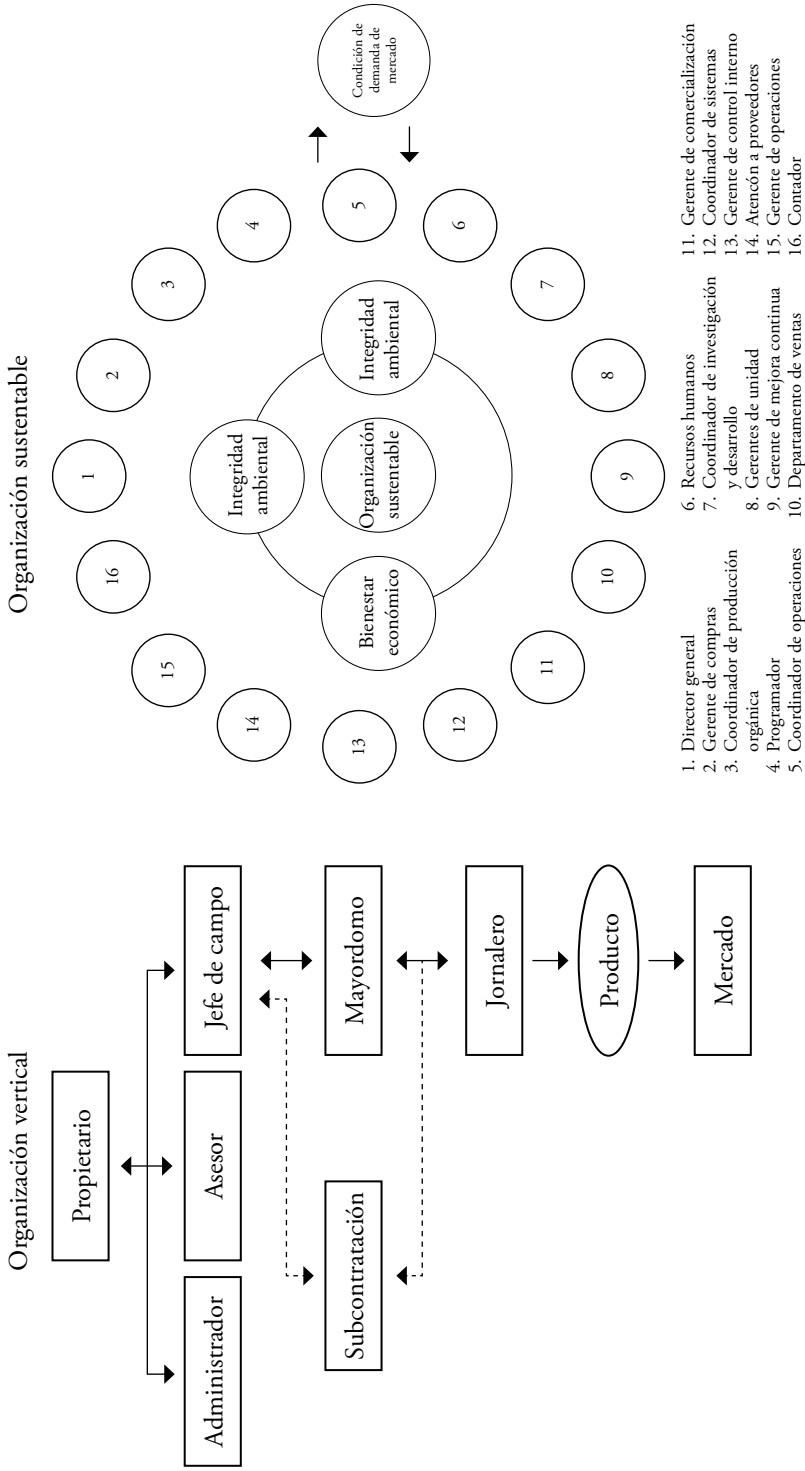 Organización vertical
Propietario
Administrador
Asesor
Jefe de campo
Subcontratación
Mayordomo
Jornalero
Producto
Mercado
Organización sustentable
1
2
3
4
5
6
7
8
9
10
11
12
13
14
15
16
Integridad
ambiental
Bienestar
económico
Organización
sustentable
Integridad
ambiental
Condición de
demanda de
mercado
1. Director general
2. Gerente de compras
3. Coordinador de producción
orgánica
4. Programador
5. Coordinador de operaciones
6. Recursos humanos
7. Coordinador de investigación
y desarrollo
8. Gerentes de unidad
9. Gerente de mejora continua
10. Departamento de ventas
11. Gerente de comercialización
12. Coordinador de sistemas
13. Gerente de control interno
14. Atencón a proveedores
15. Gerente de operaciones
16. Contador